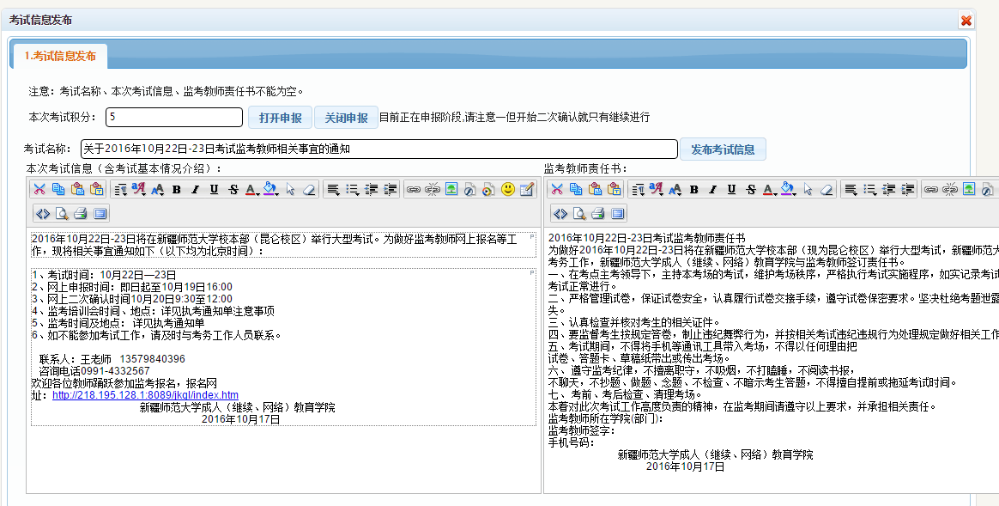 考试信息发布
1.考试信息发布
注意：考试名称、本次考试信息、监考教师责任书不能为空。
本次考试积分： 5 打开申报 关闭申报 目前正在申报阶段,请注意一但开始二次确认就只有继续进行
考试名称： 关于2016年10月22日-23日考试监考教师相关事宜的通知 发布考试信息
本次考试信息（含考试基本情况介绍）：
2016年10月22日-23日将在新疆师范大学校本部（昆仑校区）举行大型考试。为做好监考教师网上报名等工
作，现将相关事宜通知如下（以下均为北京时间）：
1、考试时间：10月22日—23日
2、网上申报时间：即日起至10月19日16:00
3、网上二次确认时间10月20日9:30至12:00
4、监考培训会时间、地点：详见执考通知单注意事项
5、监考时间及地点： 详见执考通知单
6、如不能参加考试工作，请及时与考务工作人员联系。
联系人：王老师 13579840396
咨询电话0991-4332567
欢迎各位教师踊跃参加监考报名，报名网
址：http://218.195.128.1:8089/jkgl/index.htm
新疆师范大学成人（继续、网络）教育学院
2016年10月17日
监考教师责任书：
2016年10月22日-23日考试监考教师责任书
为做好2016年10月22日-23日将在新疆师范大学校本部（现为昆仑校区）举行大型考试，新疆师范大
考务工作，新疆师范大学成人（继续、网络）教育学院与监考教师签订责任书。
一、在考点主考领导下，主持本考场的考试，维护考场秩序，严格执行考试实施程序，如实记录考试
考试正常进行。
二、严格管理试卷，保证试卷安全，认真履行试卷交接手续，遵守试卷保密要求。坚决杜绝考题泄露
失。
三、认真检查并核对考生的相关证件。
四、要监督考生按规定答卷，制止违纪舞弊行为，并按相关考试违纪违规行为处理规定做好相关工作
五、考试期间，不得将手机等通讯工具带入考场，不得以任何理由把
试卷、答题卡、草稿纸带出或传出考场。
六、遵守监考纪律，不擅离职守，不吸烟，不打瞌睡，不阅读书报，
不聊天，不抄题、做题、念题、不检查、不暗示考生答题，不得擅自提前或拖延考试时间。
七、考前、考后检查、清理考场。
本着对此次考试工作高度负责的精神，在监考期间请遵守以上要求，并承担相关责任。
监考教师所在学院(部门)：
监考教师签字：
手机号码：
新疆师范大学成人（继续、网络）教育学院
2016年10月17日